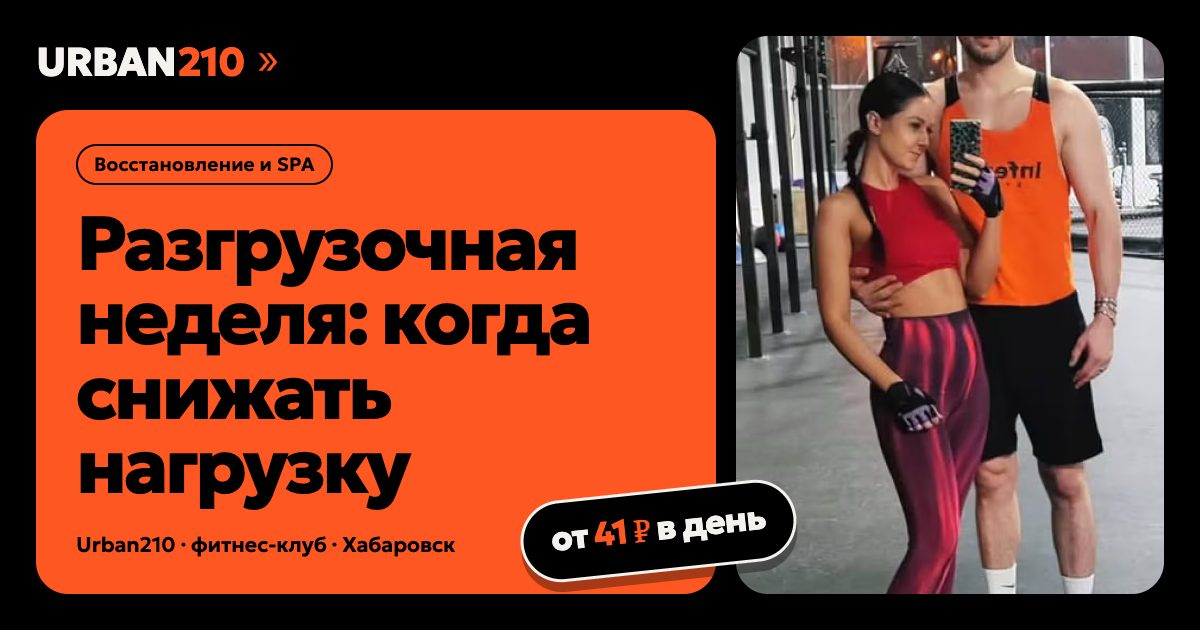 URBAN210 »
Восстановление и SPA
Разгрузочная
неделя: когда
снижать
нагрузку
Urban210 · фитнес-клуб · Хабаровск
от 41 ₽ в день